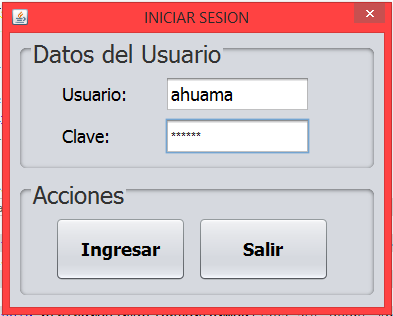 INICIAR SESION
Datos del Usuario
Usuario: ahuama
Clave: ******
Acciones
Ingresar Salir